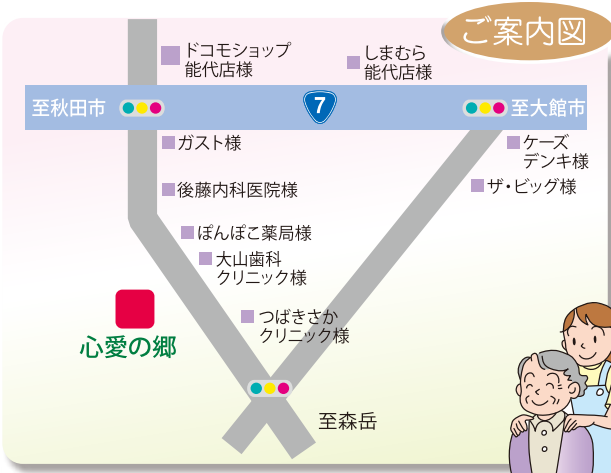 ご案内図
ドコモショップ
能代店様
しまむら
能代店様
至秋田市
7
至大館市
ガスト様
ケーズ
デンキ様
後藤内科医院様
ザ・ビッグ様
ぽんぽこ薬局様
大山歯科
クリニック様
つばきさか
クリニック様
心愛の郷
至森岳